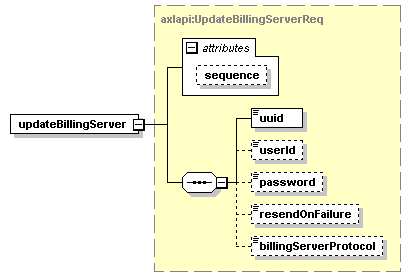 axlapi:UpdateBillingServerReq
attributes
sequence
updateBillingServer
uuid
userId
password
resendOnFailure
billingServerProtocol